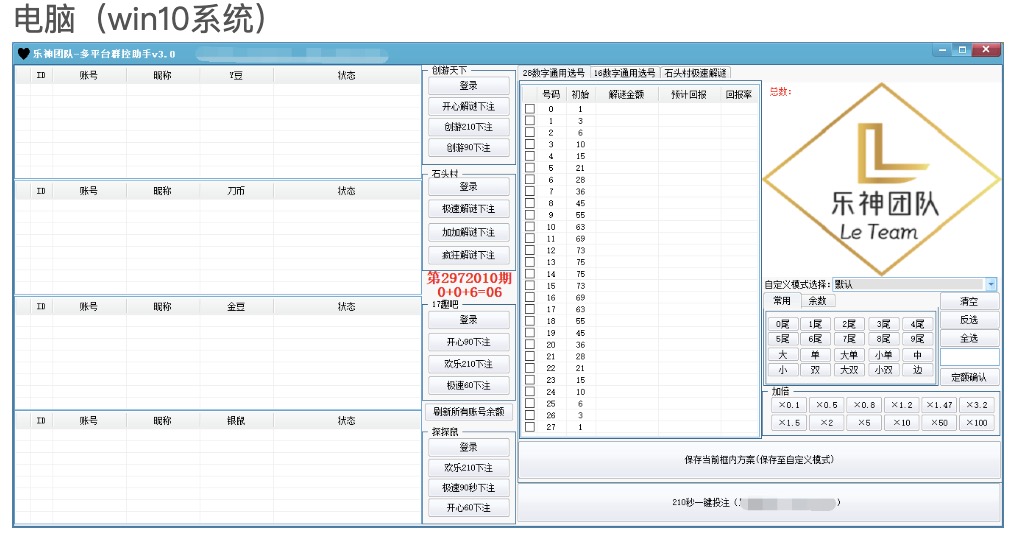 电脑（win10系统）
乐神团队-多平台群控助手v3.0
ID 账号 昵称 Y豆 状态
ID 账号 昵称 刀币 状态
ID 账号 昵称 金豆 状态
ID 账号 昵称 银鼠 状态
创游天下
登录
开心解谜下注
创游210下注
创游90下注
石头村
登录
极速解谜下注
加加解谜下注
疯狂解谜下注
第2972010期
0+0+6=06
17趣吧
登录
开心90下注
欢乐210下注
极速60下注
刷新所有账号余额
探探鼠
登录
欢乐210下注
极速90秒下注
开心60下注
28数字通用选号 16数字通用选号 石头村极速解谜
号码 初始 解谜金额 预计回报 回报率
0 1
1 3
2 6
3 10
4 15
5 21
6 28
7 36
8 45
9 55
10 63
11 69
12 73
13 75
14 75
15 73
16 69
17 63
18 55
19 45
20 36
21 28
22 21
23 15
24 10
25 6
26 3
27 1
总数:
乐神团队
Le Team
自定义模式选择: 默认
常用 余数
0尾 1尾 2尾 3尾 4尾
5尾 6尾 7尾 8尾 9尾
大 单 大单 小单 中
小 双 大双 小双 边
清空
反选
全选
定额确认
加倍
×0.1 ×0.5 ×0.8 ×1.2 ×1.47 ×3.2
×1.5 ×2 ×5 ×10 ×50 ×100
保存当前框内方案(保存至自定义模式)
210秒一键投注( )